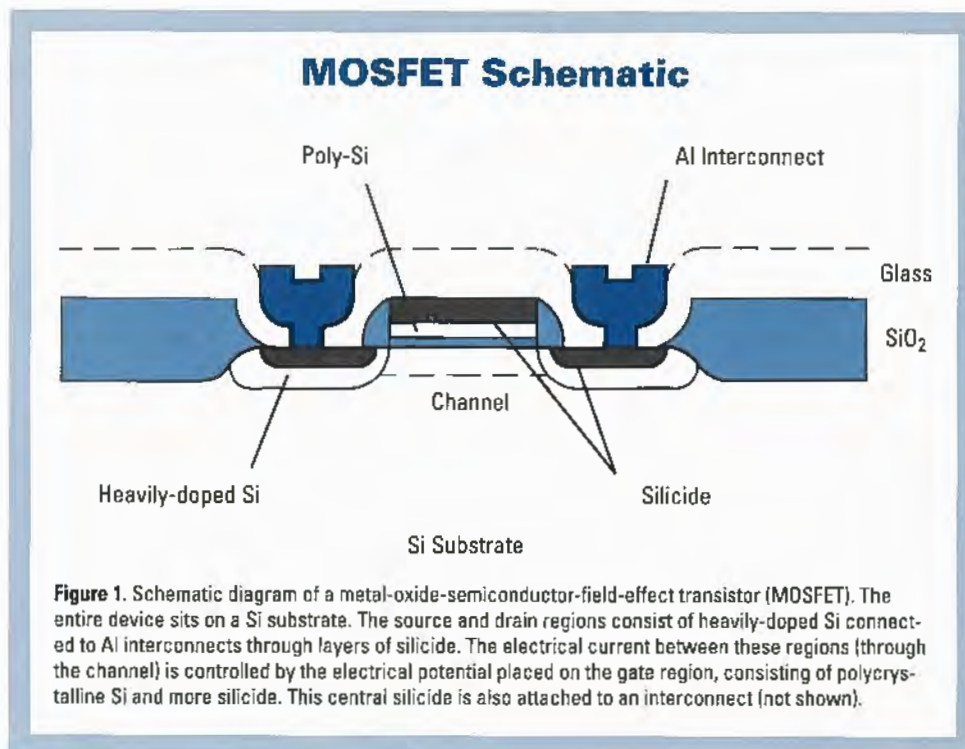 MOSFET Schematic
Poly-Si
Al Interconnect
Glass
SiO₂
Channel
Heavily-doped Si
Silicide
Si Substrate
Figure 1. Schematic diagram of a metal-oxide-semiconductor-field-effect transistor (MOSFET). The
entire device sits on a Si substrate. The source and drain regions consist of heavily-doped Si connect-
ed to Al interconnects through layers of silicide. The electrical current between these regions (through
the channel) is controlled by the electrical potential placed on the gate region, consisting of polycrys-
talline Si and more silicide. This central silicide is also attached to an interconnect (not shown).